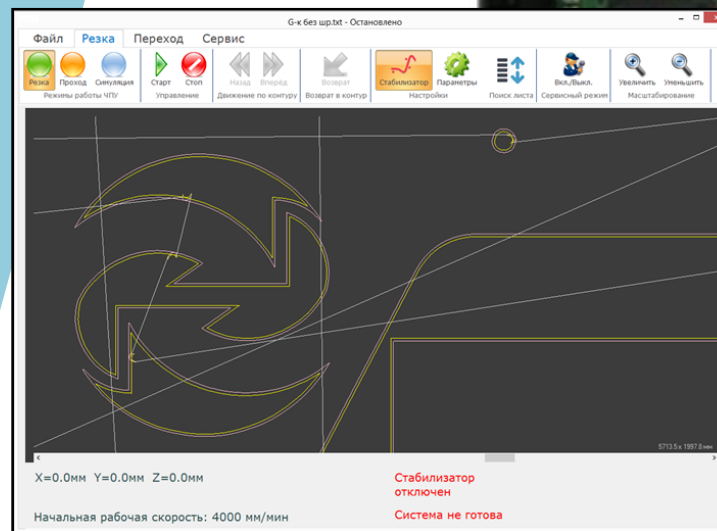 G-к без шр.txt - Остановлено
Файл Резка Переход Сервис
Резка Проход Симуляция Старт Стоп Назад Вперёд Возврат Стабилизатор Параметры Вкл./Выкл. Увеличить Уменьшить
Режимы работы ЧПУ Управление Движение по контуру Возврат в контур Настройки Поиск листа Сервисный режим Масштабирование
5713.5 x 1997.8 мм
X=0.0мм Y=0.0мм Z=0.0мм
Стабилизатор
отключен
Начальная рабочая скорость: 4000 мм/мин
Система не готова